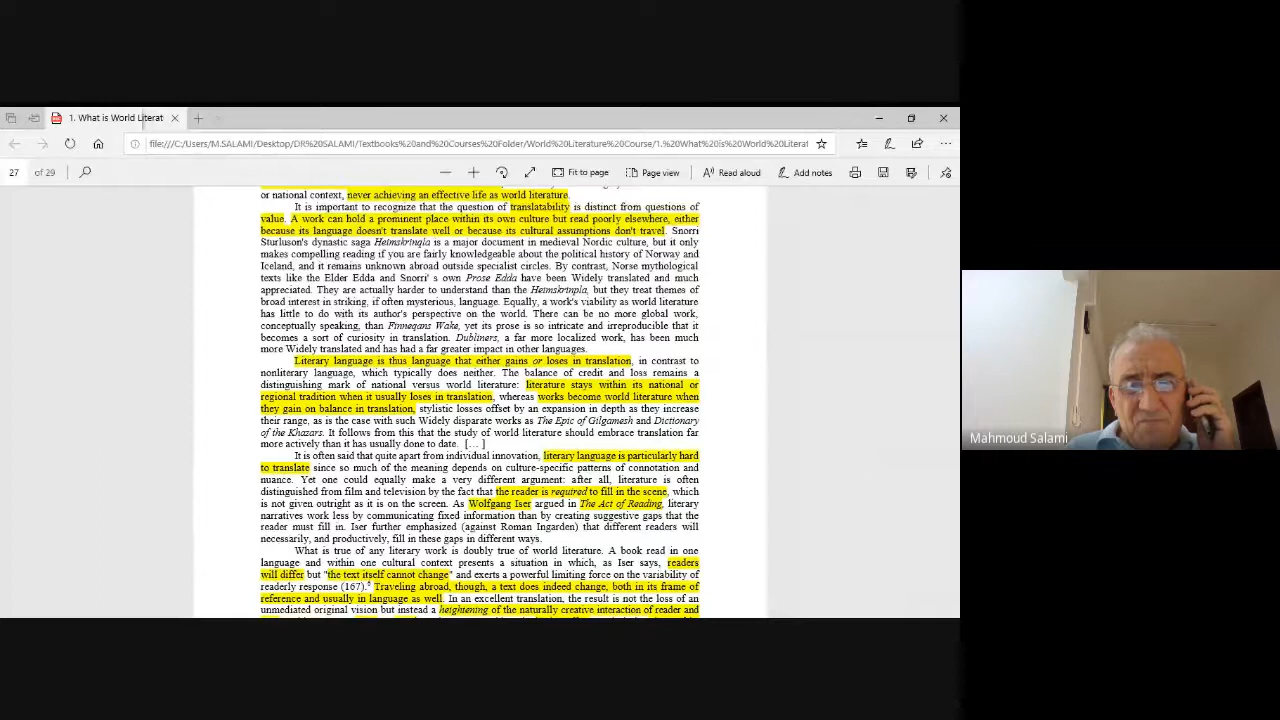 1. What is World Literat
file:///C:/Users/M.SALAMI/Desktop/DR%20SALAMI/Textbooks%20and%20Courses%20Folder/World%20Literature%20Course/1.%20What%20is%20World%20Literat
27 of 29 Fit to page Page view Read aloud Add notes
or national context, never achieving an effective life as world literature.
It is important to recognize that the question of translatability is distinct from questions of
value. A work can hold a prominent place within its own culture but read poorly elsewhere, either
because its language doesn't translate well or because its cultural assumptions don't travel. Snorri
Sturluson's dynastic saga Heimskrinqla is a major document in medieval Nordic culture, but it only
makes compelling reading if you are fairly knowledgeable about the political history of Norway and
Iceland, and it remains unknown abroad outside specialist circles. By contrast, Norse mythological
texts like the Elder Edda and Snorri' s own Prose Edda have been Widely translated and much
appreciated. They are actually harder to understand than the Heimskrinpla, but they treat themes of
broad interest in striking, if often mysterious, language. Equally, a work's viability as world literature
has little to do with its author's perspective on the world. There can be no more global work,
conceptually speaking, than Finneqans Wake, yet its prose is so intricate and irreproducible that it
becomes a sort of curiosity in translation. Dubliners, a far more localized work, has been much
more Widely translated and has had a far greater impact in other languages.
Literary language is thus language that either gains or loses in translation, in contrast to
nonliterary language, which typically does neither. The balance of credit and loss remains a
distinguishing mark of national versus world literature: literature stays within its national or
regional tradition when it usually loses in translation, whereas works become world literature when
they gain on balance in translation, stylistic losses offset by an expansion in depth as they increase
their range, as is the case with such Widely disparate works as The Epic of Gilgamesh and Dictionary
of the Khazars. It follows from this that the study of world literature should embrace translation far
more actively than it has usually done to date. [… ]
It is often said that quite apart from individual innovation, literary language is particularly hard
to translate since so much of the meaning depends on culture-specific patterns of connotation and
nuance. Yet one could equally make a very different argument: after all, literature is often
distinguished from film and television by the fact that the reader is required to fill in the scene, which
is not given outright as it is on the screen. As Wolfgang Iser argued in The Act of Reading, literary
narratives work less by communicating fixed information than by creating suggestive gaps that the
reader must fill in. Iser further emphasized (against Roman Ingarden) that different readers will
necessarily, and productively, fill in these gaps in different ways.
What is true of any literary work is doubly true of world literature. A book read in one
language and within one cultural context presents a situation in which, as Iser says, readers
will differ but "the text itself cannot change" and exerts a powerful limiting force on the variability of
readerly response (167). Traveling abroad, though, a text does indeed change, both in its frame of
reference and usually in language as well. In an excellent translation, the result is not the loss of an
unmediated original vision but instead a heightening of the naturally creative interaction of reader and
Mahmoud Salami